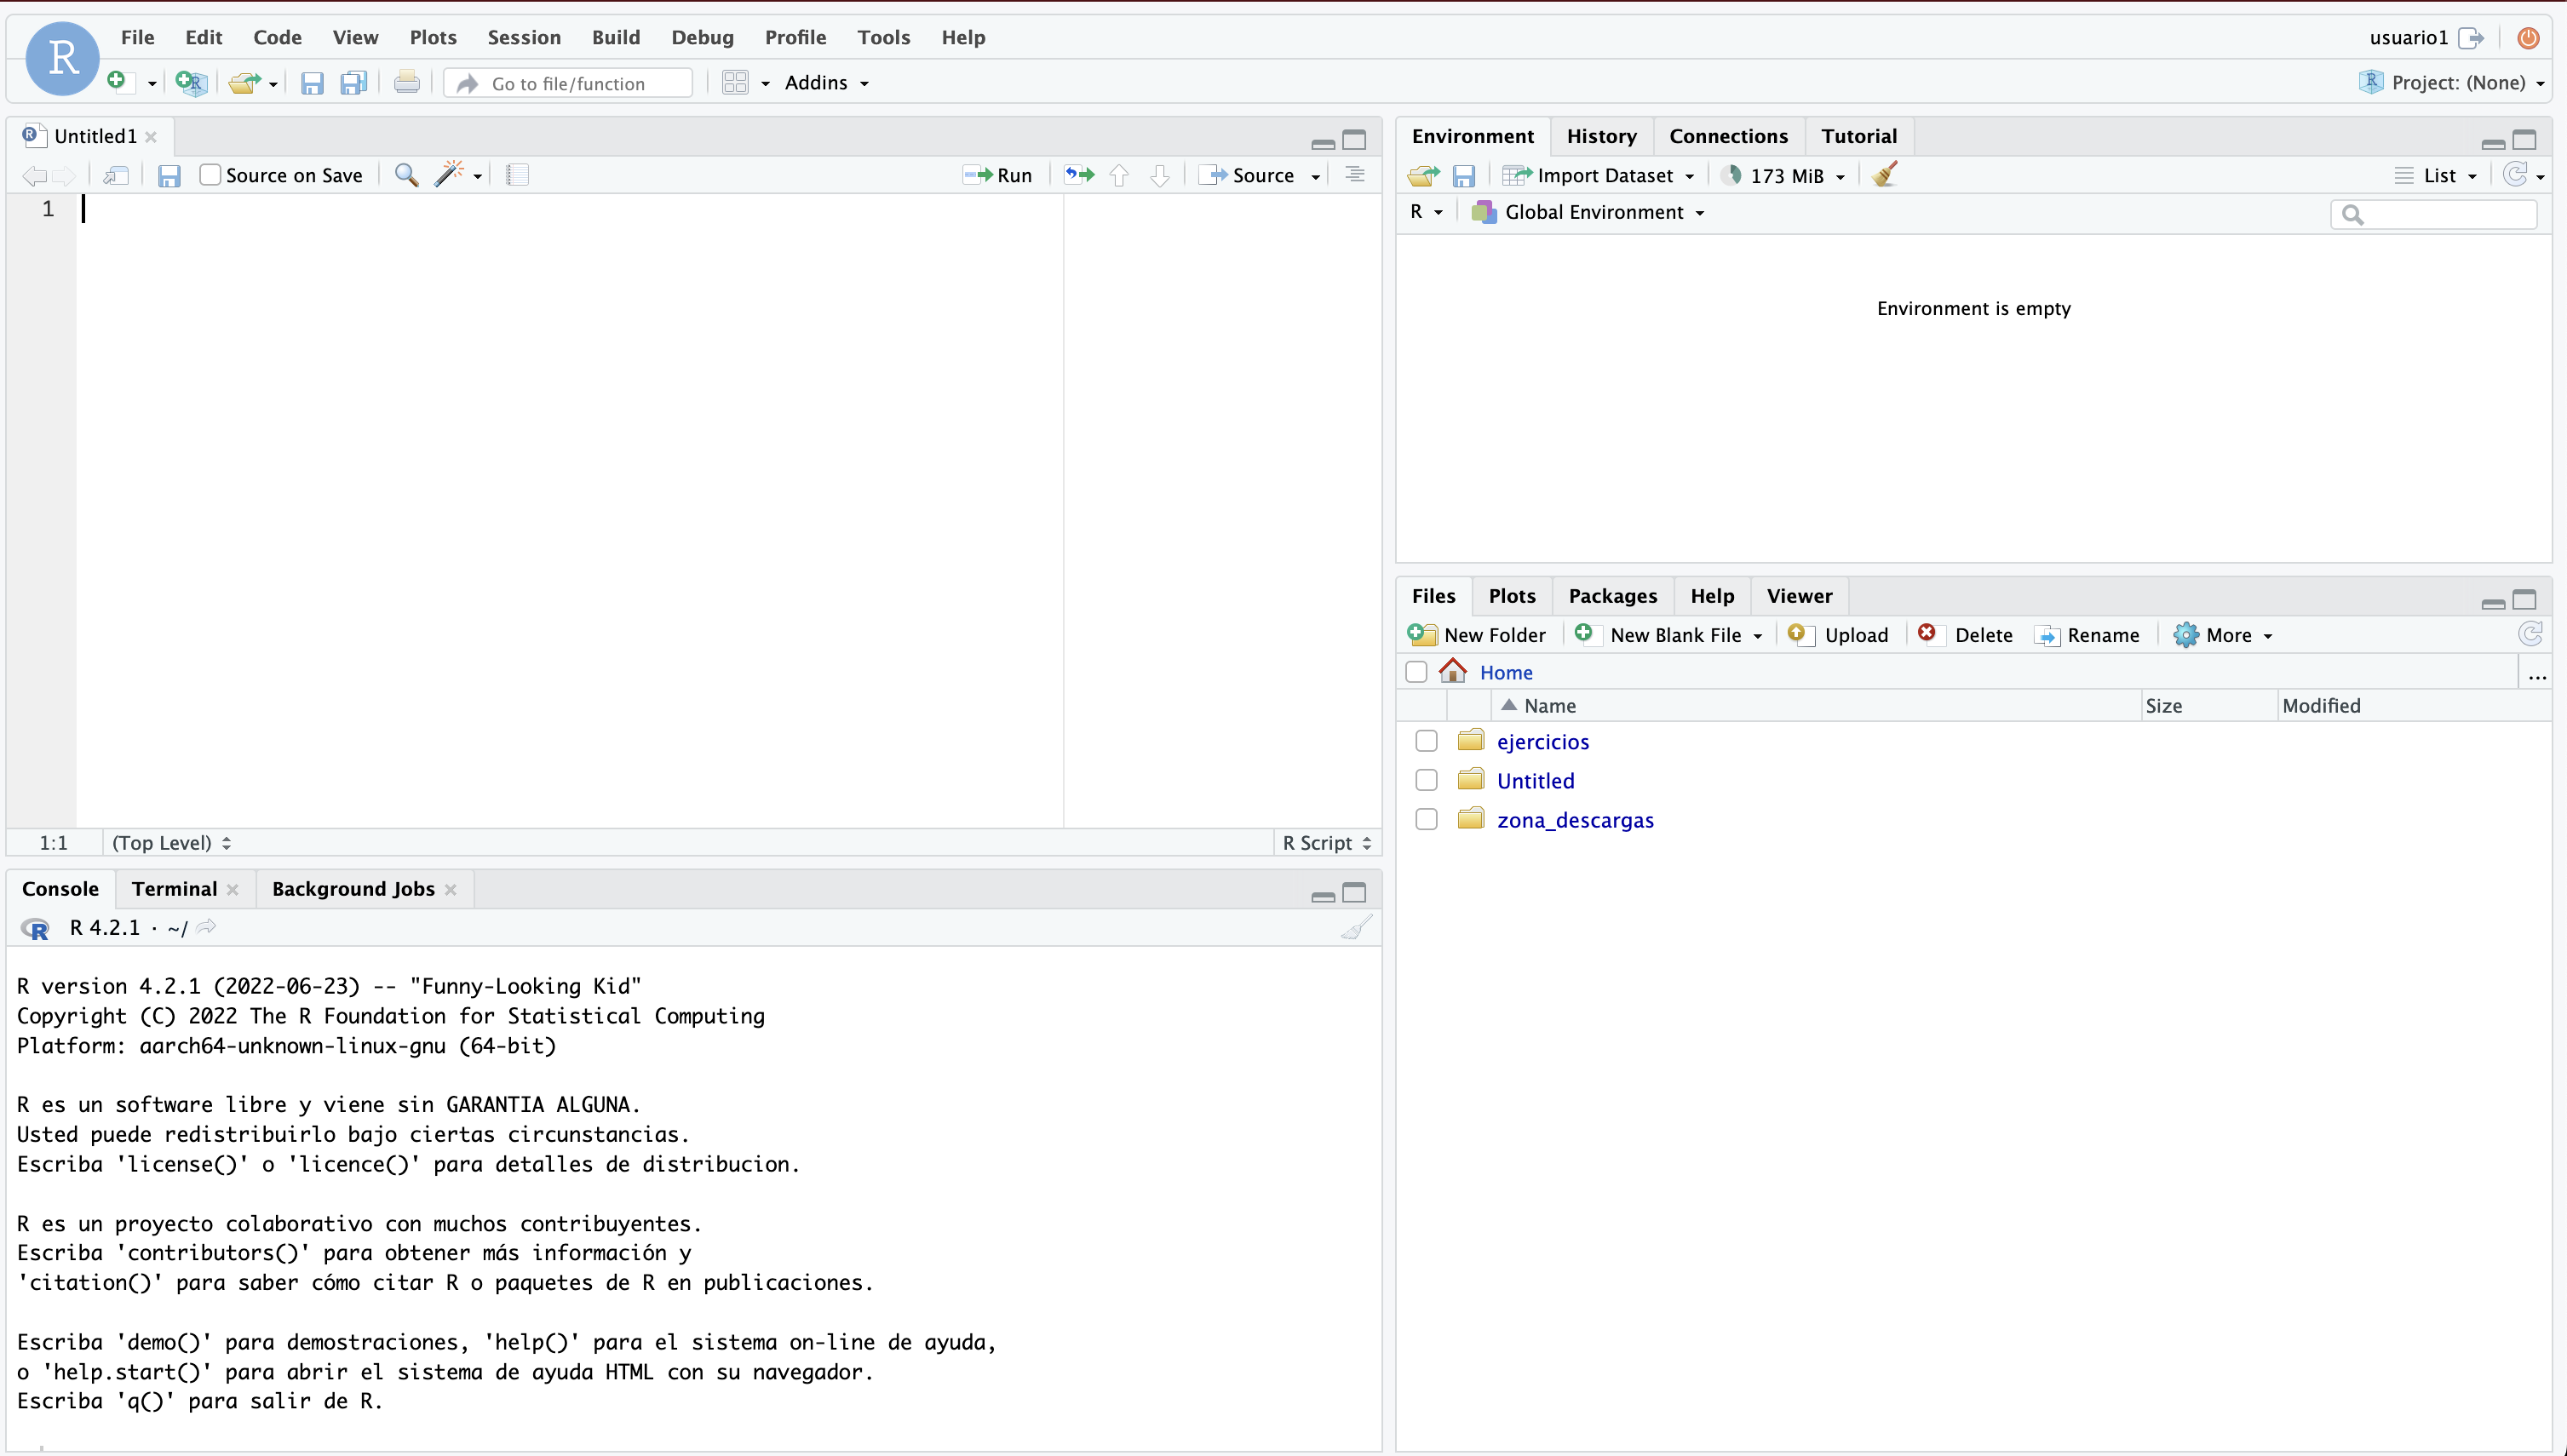 R
File Edit Code View Plots Session Build Debug Profile Tools Help
usuario1
R
Go to file/function
Addins
R Project: (None)
R Untitled1
Source on Save
Run
Source
1
1:1 (Top Level)
R Script
Console Terminal Background Jobs
R R 4.2.1 · ~/
R version 4.2.1 (2022-06-23) -- "Funny-Looking Kid"
Copyright (C) 2022 The R Foundation for Statistical Computing
Platform: aarch64-unknown-linux-gnu (64-bit)
R es un software libre y viene sin GARANTIA ALGUNA.
Usted puede redistribuirlo bajo ciertas circunstancias.
Escriba 'license()' o 'licence()' para detalles de distribucion.
R es un proyecto colaborativo con muchos contribuyentes.
Escriba 'contributors()' para obtener más información y
'citation()' para saber cómo citar R o paquetes de R en publicaciones.
Escriba 'demo()' para demostraciones, 'help()' para el sistema on-line de ayuda,
o 'help.start()' para abrir el sistema de ayuda HTML con su navegador.
Escriba 'q()' para salir de R.
Environment History Connections Tutorial
Import Dataset 173 MiB List
R Global Environment
Environment is empty
Files Plots Packages Help Viewer
New Folder New Blank File Upload Delete Rename More
Home ...
Name Size Modified
ejercicios
Untitled
zona_descargas